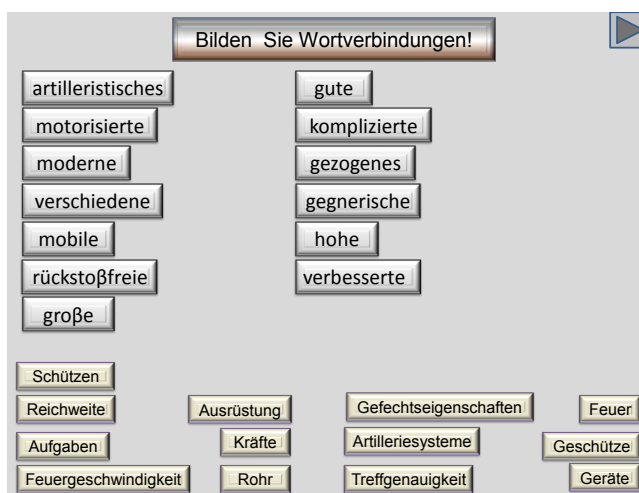 Bilden Sie Wortverbindungen!
artilleristisches
motorisierte
moderne
verschiedene
mobile
rückstoβfreie
groβe
gute
komplizierte
gezogenes
gegnerische
hohe
verbesserte
Schützen
Reichweite
Ausrüstung
Gefechtseigenschaften
Feuer
Aufgaben
Kräfte
Artilleriesysteme
Geschütze
Feuergeschwindigkeit
Rohr
Treffgenauigkeit
Geräte